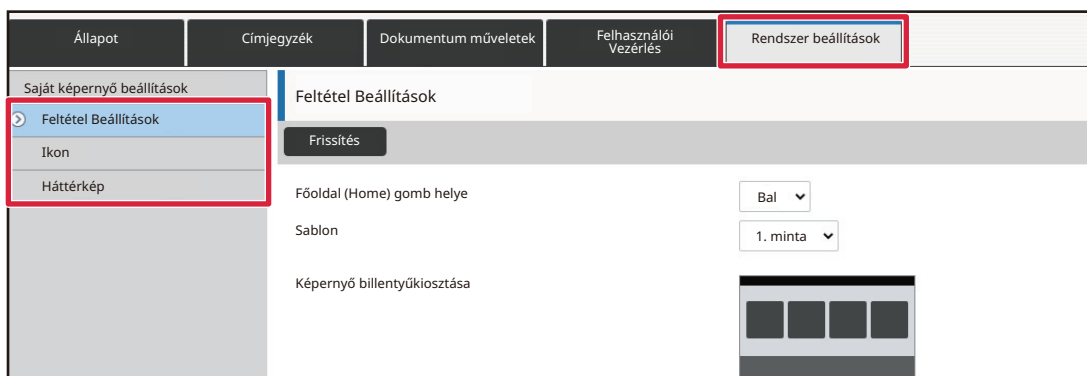 Állapot
Címjegyzék
Dokumentum műveletek
Felhasználói
Vezérlés
Rendszer beállítások
Saját képernyő beállítások
Feltétel Beállítások
Ikon
Háttérkép
Feltétel Beállítások
Frissítés
Főoldal (Home) gomb helye
Bal
Sablon
1. minta
Képernyő billentyűkiosztása